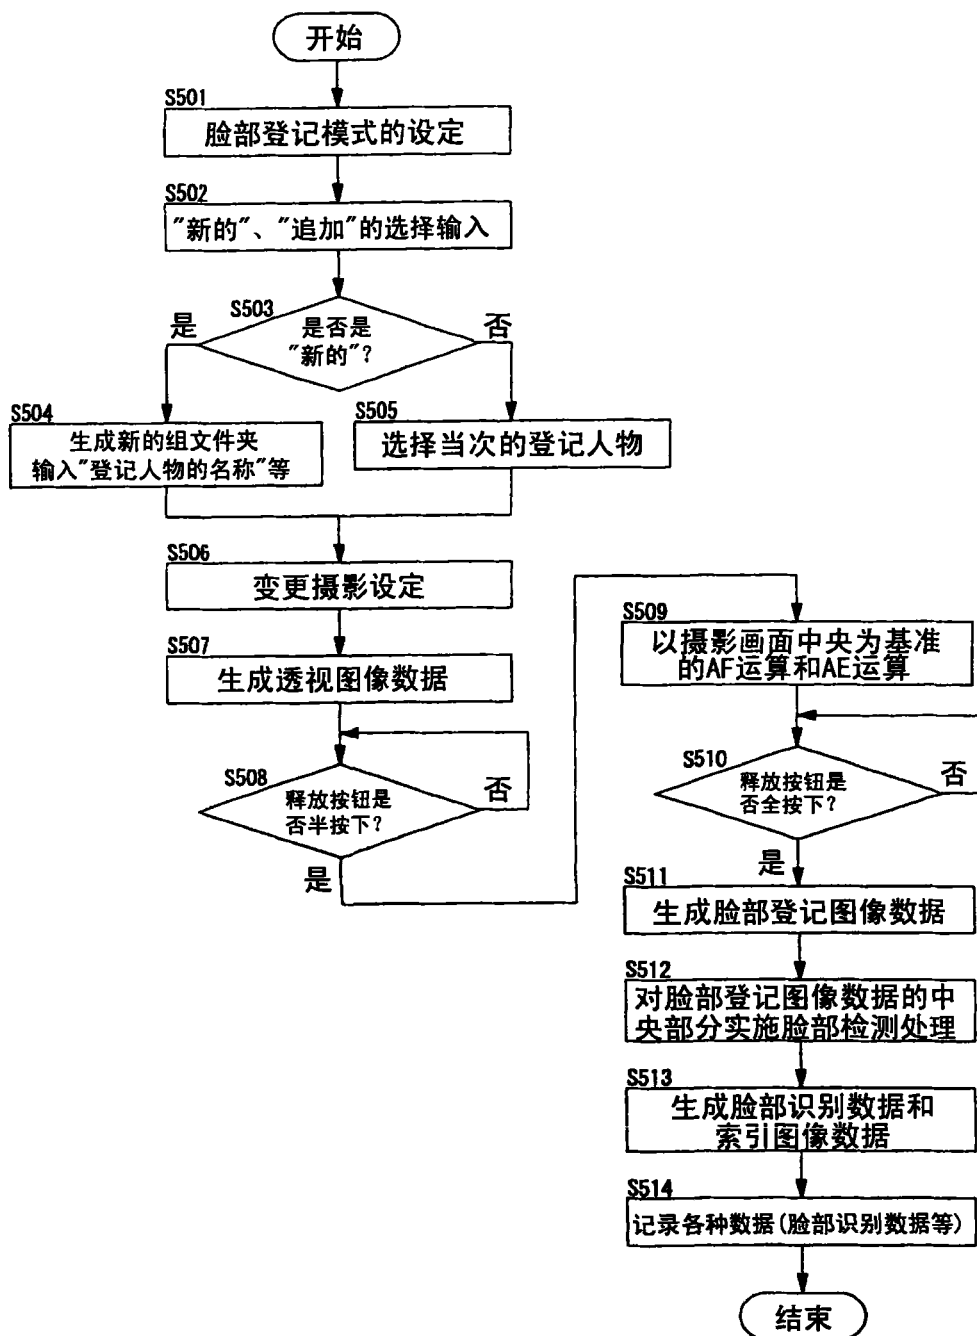 开始
S501
脸部登记模式的设定
S502
"新的"、"追加"的选择输入
S503
是否是
"新的"？
是
否
S504
生成新的组文件夹
输入"登记人物的名称"等
S505
选择当次的登记人物
S506
变更摄影设定
S507
生成透视图像数据
S508
释放按钮是
否半按下？
否
是
S509
以摄影画面中央为基准
的AF运算和AE运算
S510
释放按钮是
否全按下？
否
是
S511
生成脸部登记图像数据
S512
对脸部登记图像数据的中
央部分实施脸部检测处理
S513
生成脸部识别数据和
索引图像数据
S514
记录各种数据(脸部识别数据等)
结束